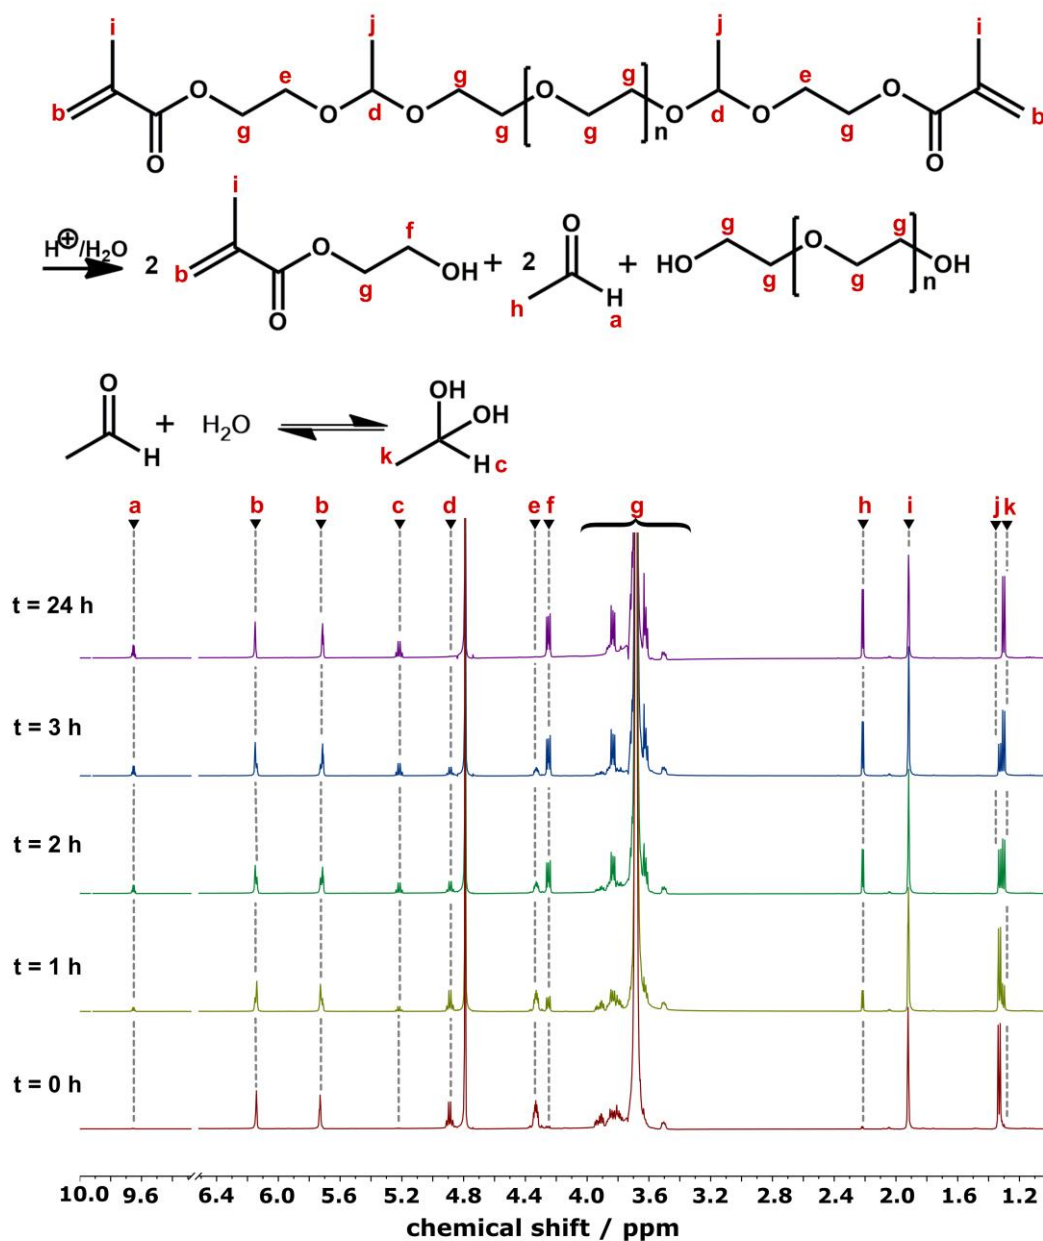 i j j i
e g g e
b g d g g n d g b
O O O O O O O O O
i
H⊕/H₂O 2 b O O f OH g + 2 O h H a + HO g g O g g OH n
O + H₂O OH OH
H k H c
a b b c d e f g h i j k
t = 24 h
t = 3 h
t = 2 h
t = 1 h
t = 0 h
10.0 9.6 6.4 6.0 5.6 5.2 4.8 4.4 4.0 3.6 3.2 2.8 2.4 2.0 1.6 1.2
chemical shift / ppm